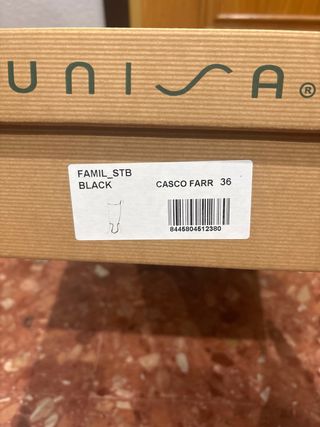 UNISA®
FAMIL_STB
BLACK CASCO FARR 36
8445804512380